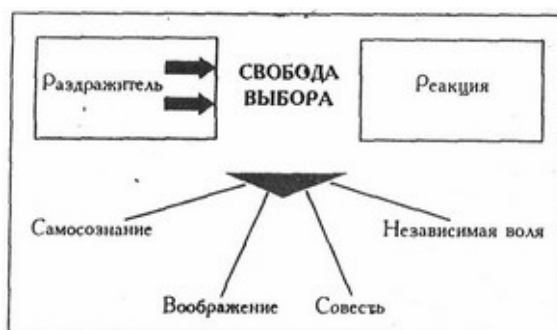 Раздражитель
СВОБОДА
ВЫБОРА
Реакция
Самосознание
Независимая воля
Воображение
Совесть